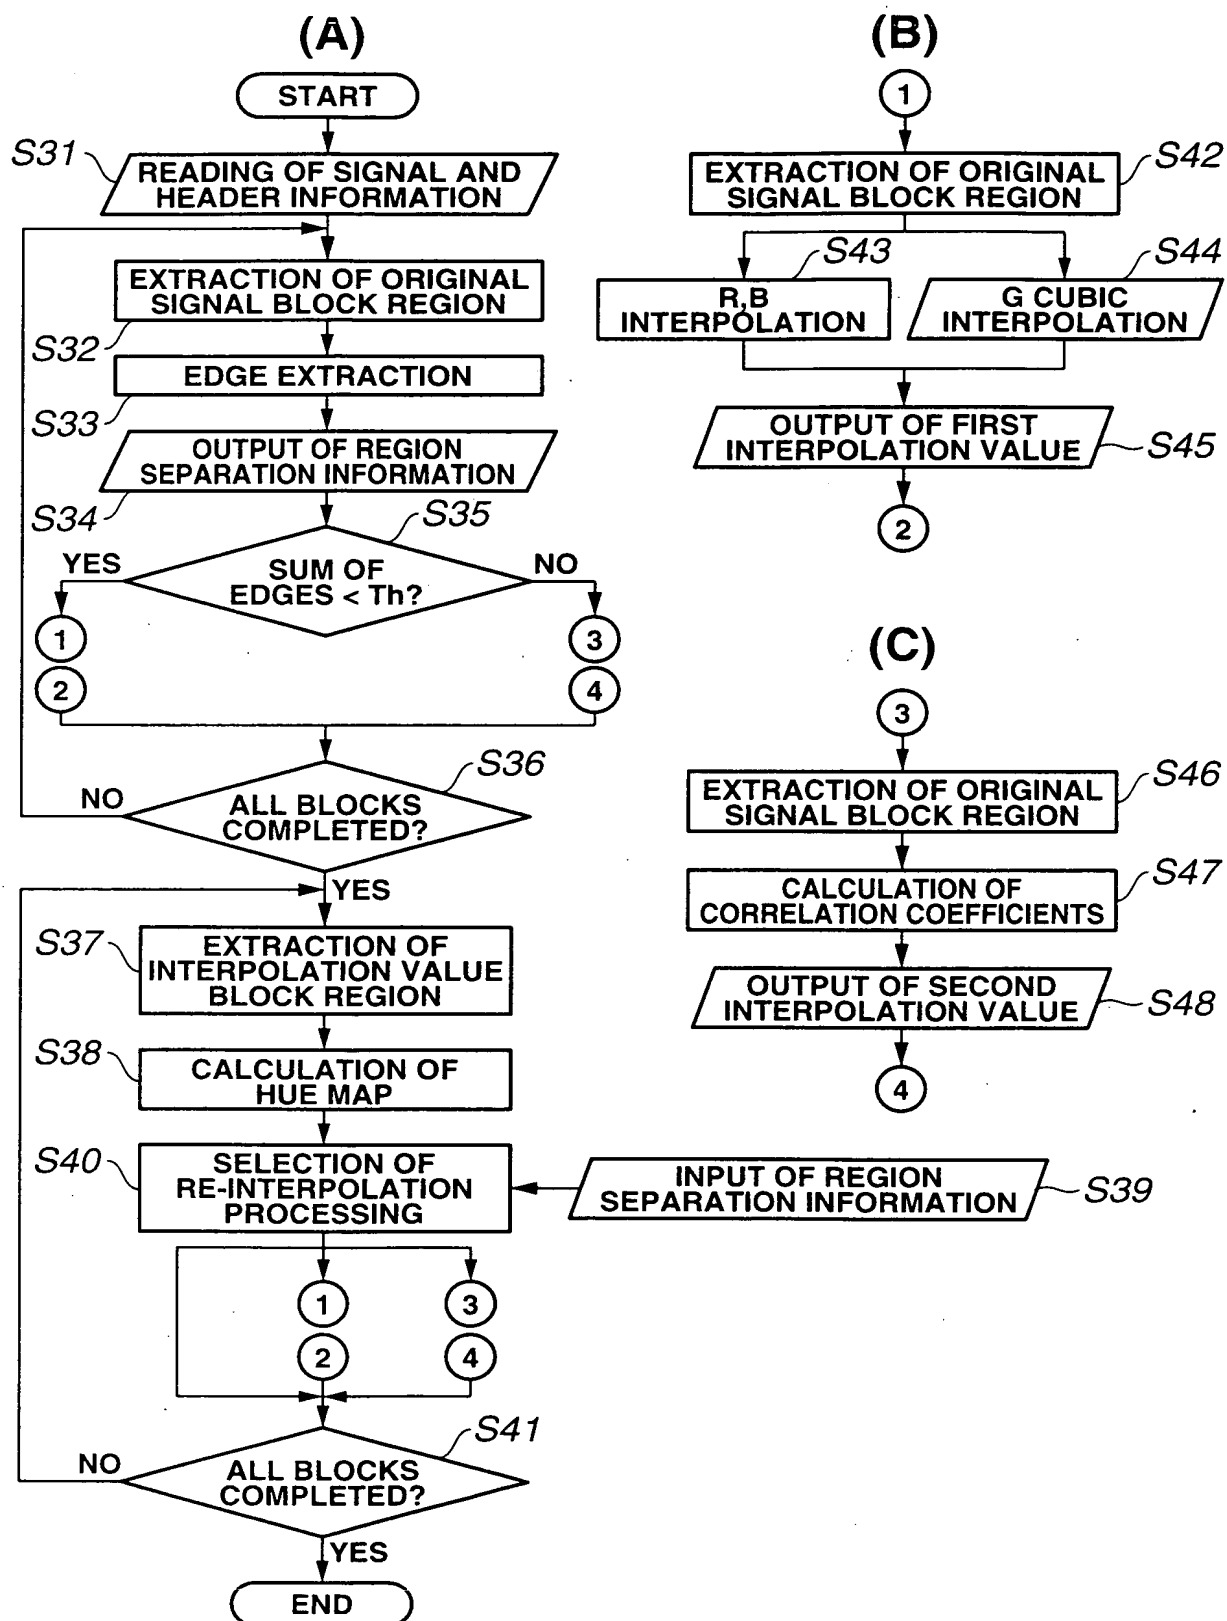 (A)
START
S31
READING OF SIGNAL AND
HEADER INFORMATION
EXTRACTION OF ORIGINAL
SIGNAL BLOCK REGION
S32
EDGE EXTRACTION
S33
OUTPUT OF REGION
SEPARATION INFORMATION
S34
S35
YES
SUM OF
EDGES < Th?
NO
1
3
2
4
S36
NO
ALL BLOCKS
COMPLETED?
YES
S37
EXTRACTION OF
INTERPOLATION VALUE
BLOCK REGION
S38
CALCULATION OF
HUE MAP
S40
SELECTION OF
RE-INTERPOLATION
PROCESSING
INPUT OF REGION
SEPARATION INFORMATION
S39
1
3
2
4
S41
NO
ALL BLOCKS
COMPLETED?
YES
END
(B)
1
EXTRACTION OF ORIGINAL
SIGNAL BLOCK REGION
S42
S43
S44
R,B
INTERPOLATION
G CUBIC
INTERPOLATION
OUTPUT OF FIRST
INTERPOLATION VALUE
S45
2
(C)
3
EXTRACTION OF ORIGINAL
SIGNAL BLOCK REGION
S46
CALCULATION OF
CORRELATION COEFFICIENTS
S47
OUTPUT OF SECOND
INTERPOLATION VALUE
S48
4